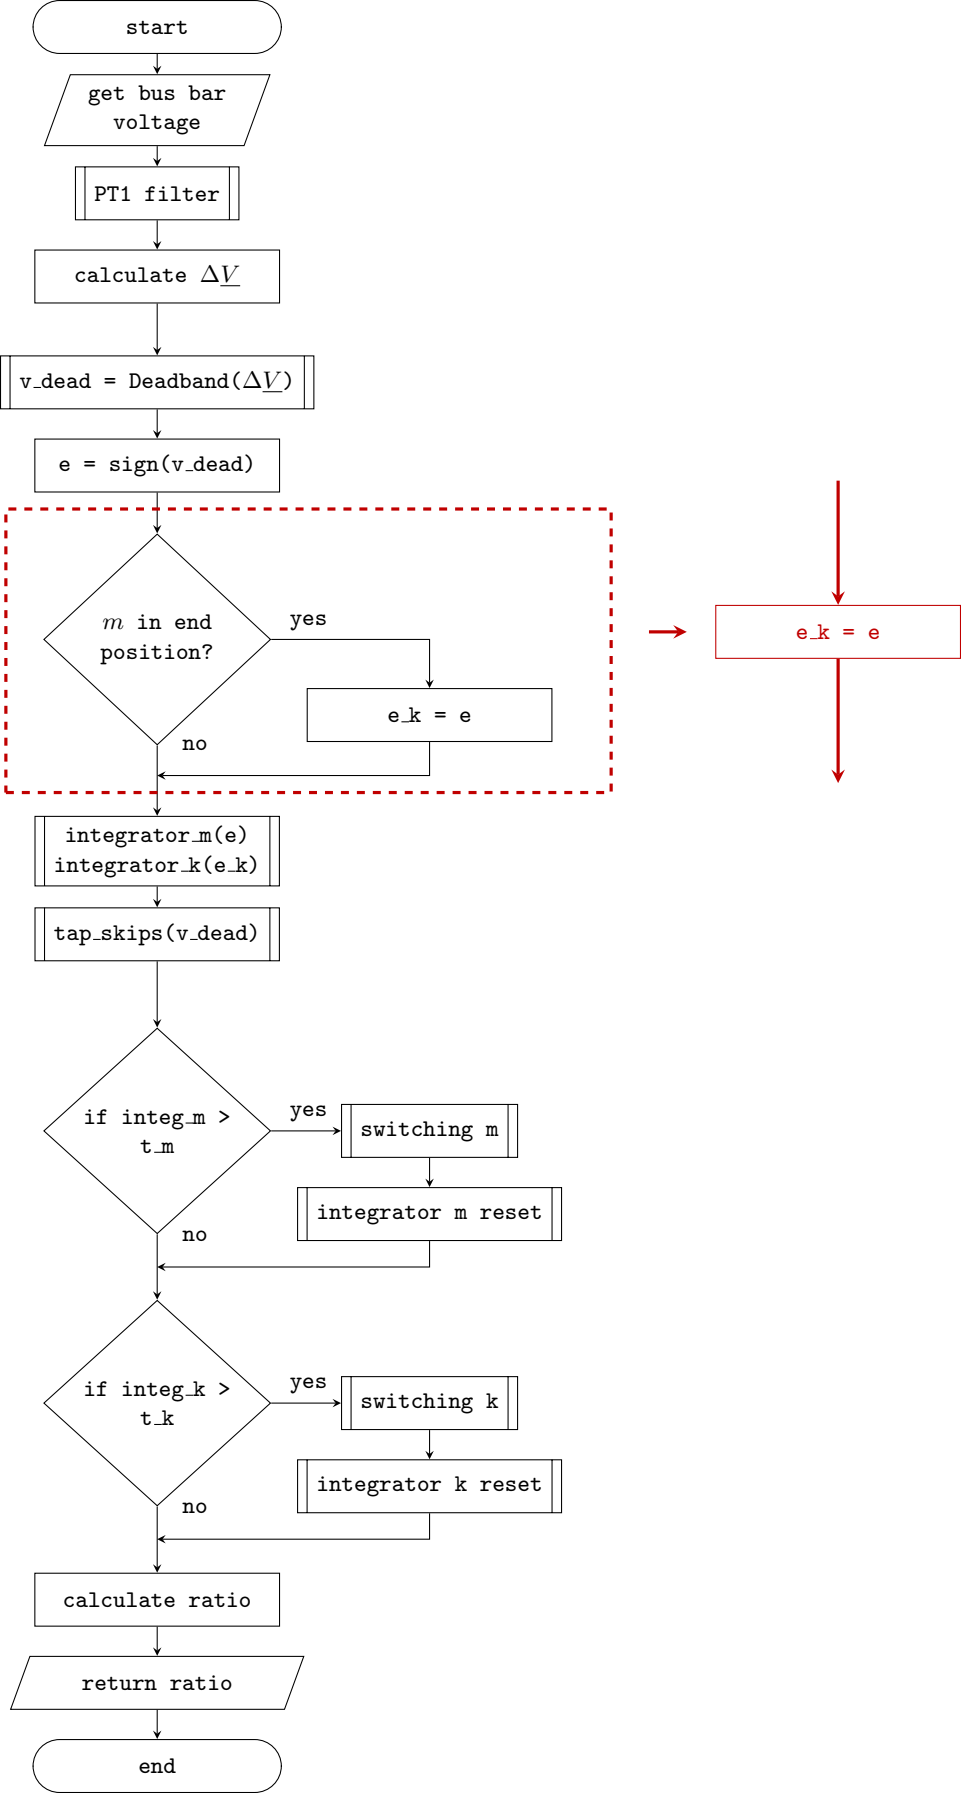 start
get bus bar
voltage
PT1 filter
calculate ΔV̲
v_dead = Deadband(ΔV̲)
e = sign(v_dead)
m in end
position?
yes
e_k = e
no
e_k = e
integrator_m(e)
integrator_k(e_k)
tap_skips(v_dead)
if integ_m >
t_m
yes
switching m
integrator m reset
no
if integ_k >
t_k
yes
switching k
integrator k reset
no
calculate ratio
return ratio
end